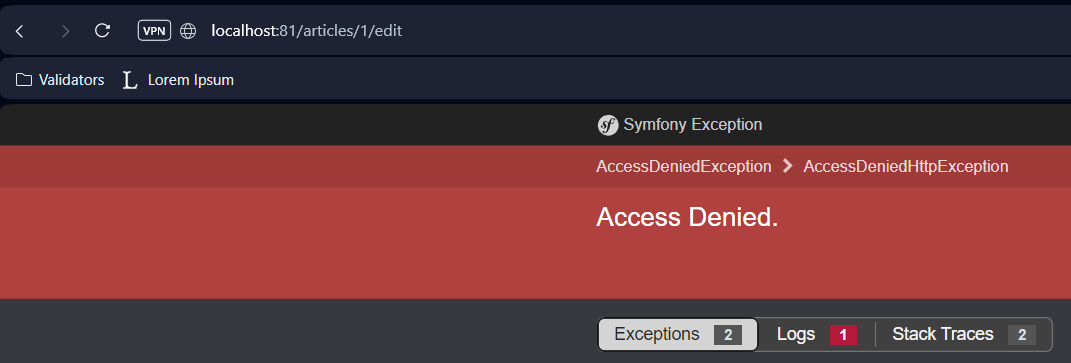 VPN localhost:81/articles/1/edit
Validators Lorem Ipsum
Symfony Exception
AccessDeniedException AccessDeniedHttpException
Access Denied.
Exceptions 2 Logs 1 Stack Traces 2